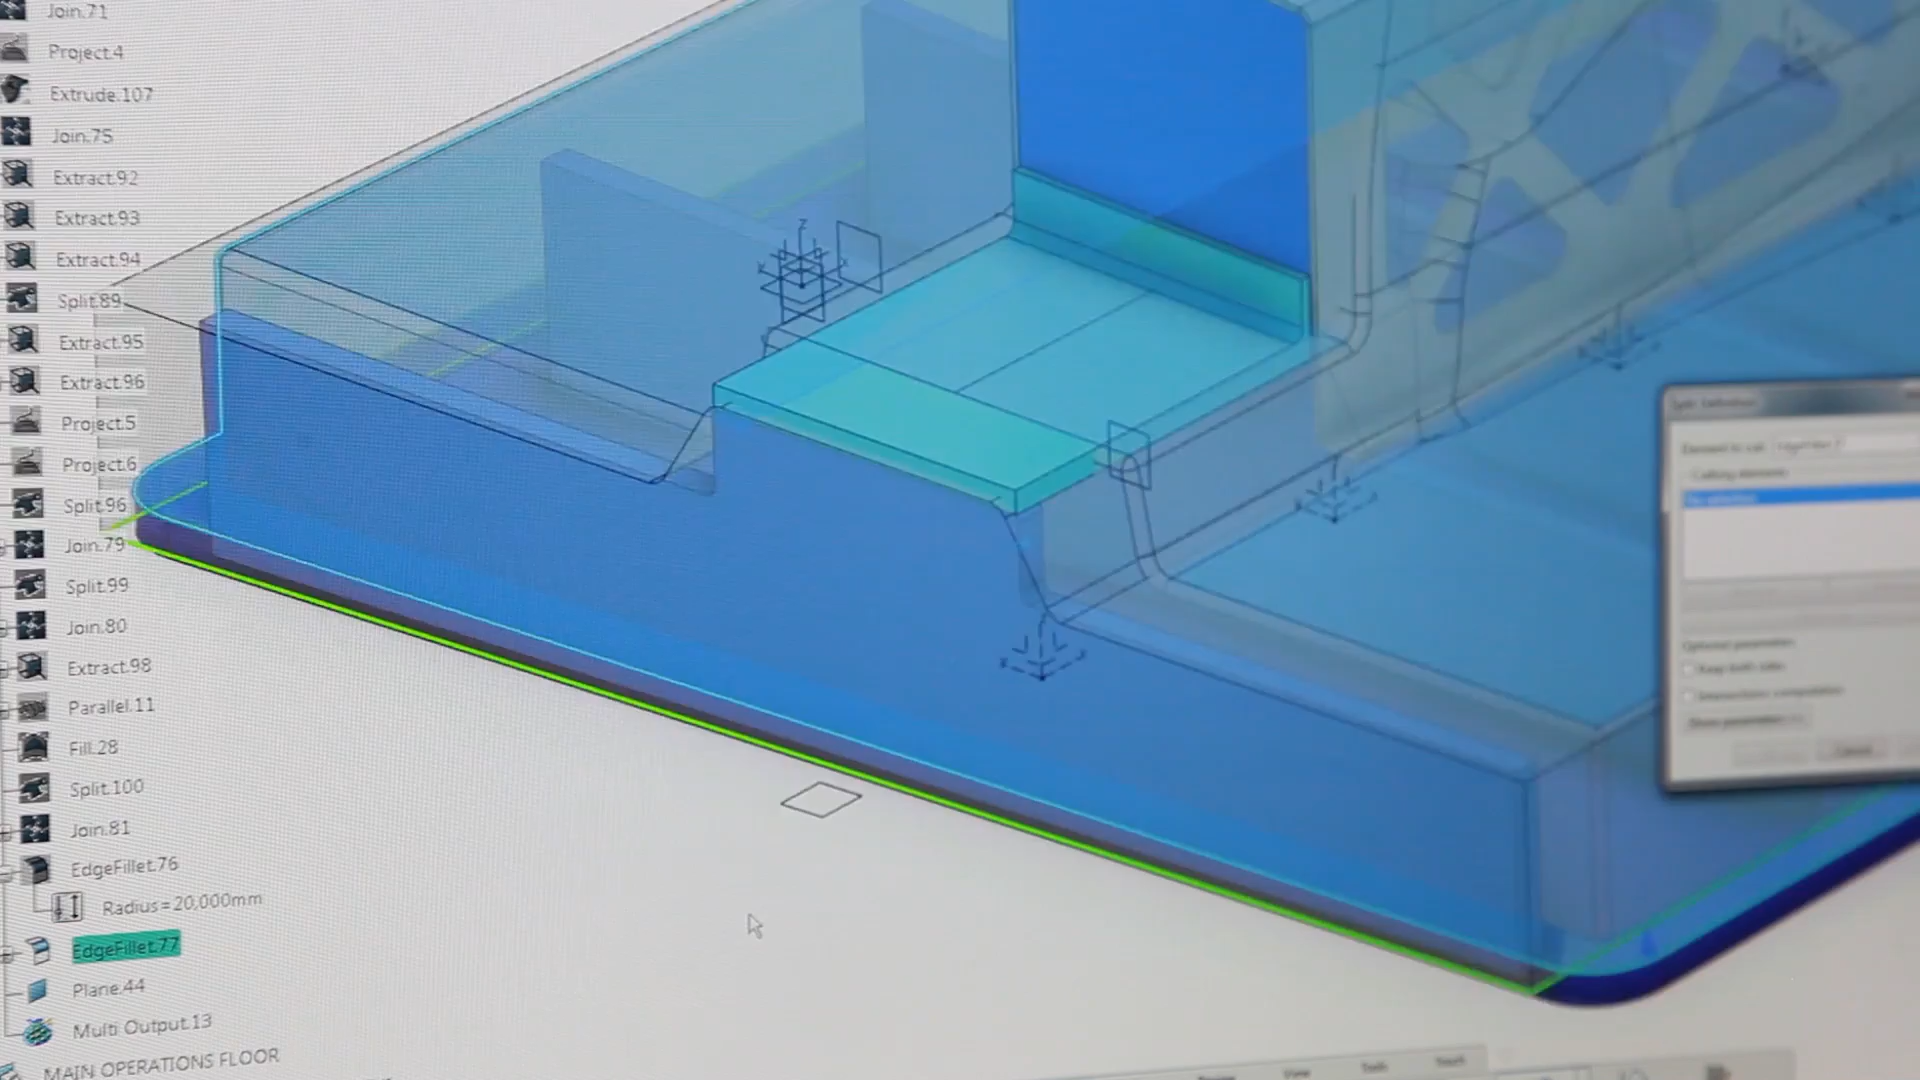 Join.71
Project.4
Extrude.107
Join.75
Extract.92
Extract.93
Extract.94
Split.89
Extract.95
Extract.96
Project.5
Project.6
Split.96
Join.79
Split.99
Join.80
Extract.98
Parallel.11
Fill.28
Split.100
Join.81
EdgeFillet.76
Radius=20,000mm
EdgeFillet.77
Plane.44
Multi Output.13
MAIN OPERATIONS FLOOR
z
View
Tools